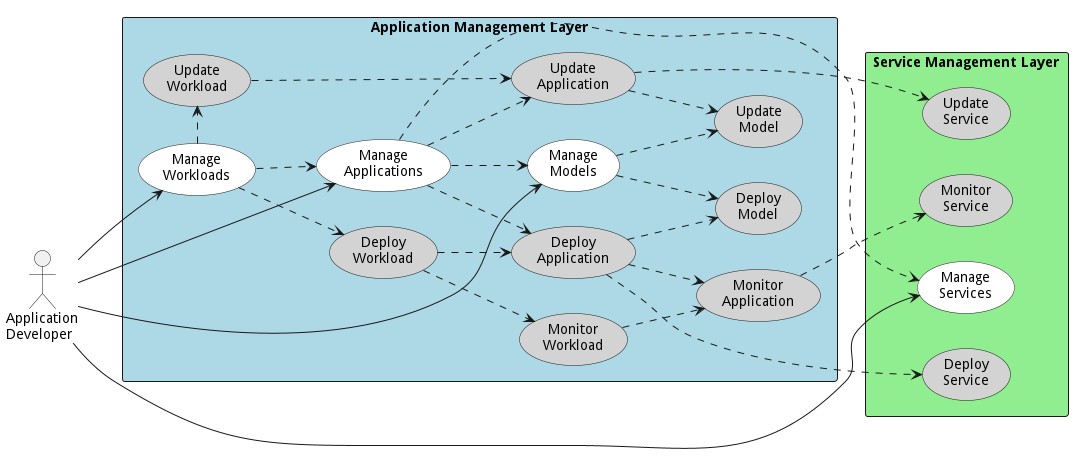 Application Management Layer
Service Management Layer
Update
Workload
Update
Application
Update
Model
Update
Service
Manage
Workloads
Manage
Applications
Manage
Models
Deploy
Model
Monitor
Service
Deploy
Workload
Deploy
Application
Monitor
Application
Manage
Services
Monitor
Workload
Deploy
Service
Application
Developer